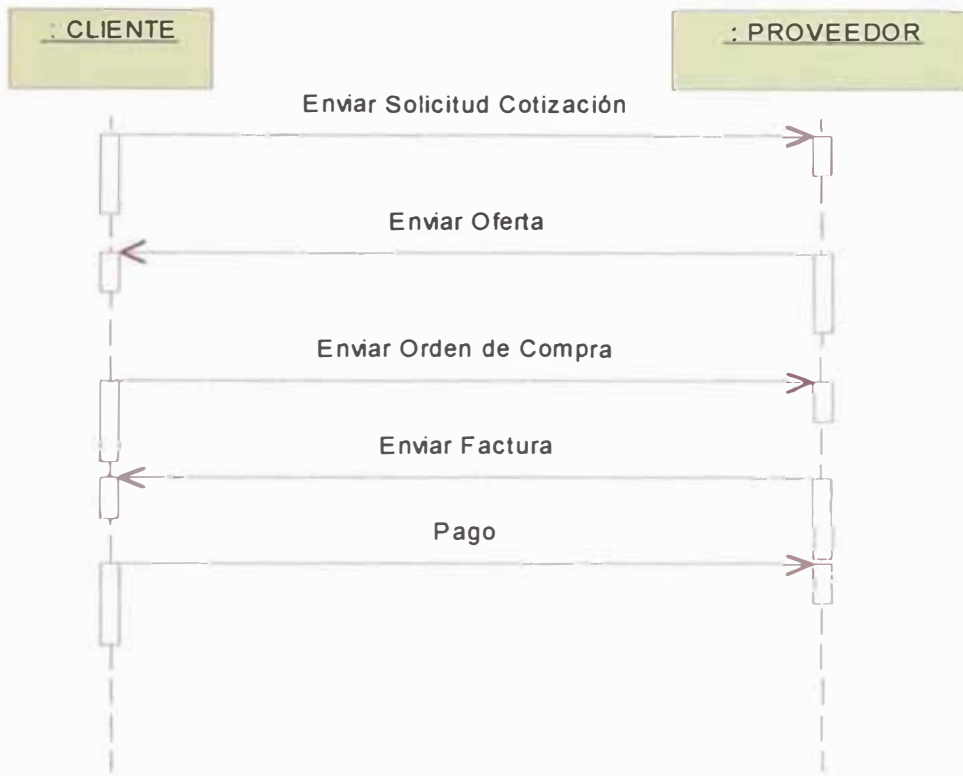 : CLIENTE
: PROVEEDOR
Enviar Solicitud Cotización
Enviar Oferta
Enviar Orden de Compra
Enviar Factura
Pago